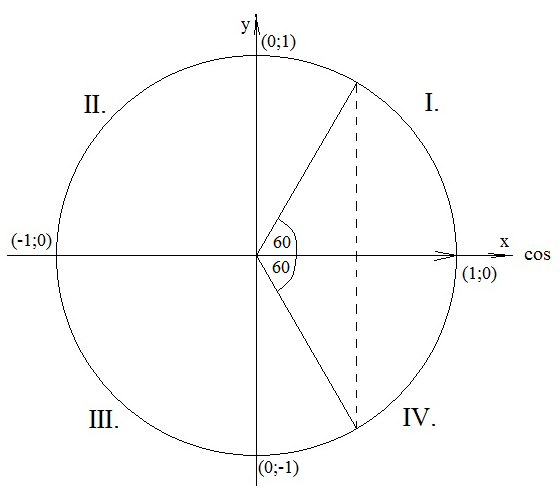 y
(0;1)
II.
I.
60
(-1;0)
x
cos
60
(1;0)
III.
IV.
(0;-1)